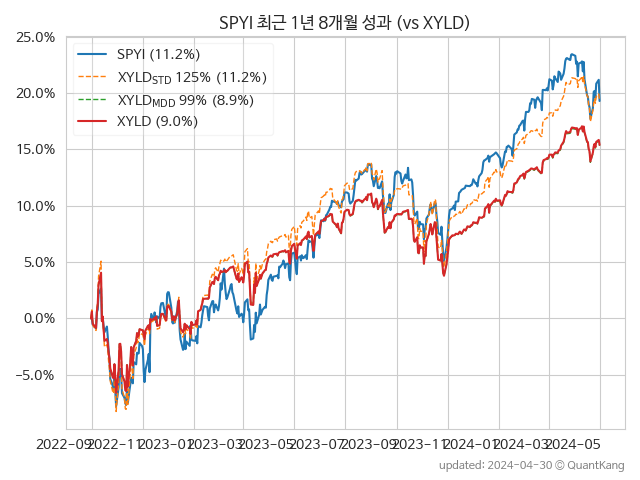 SPYI 최근 1년 8개월 성과 (vs XYLD)
SPYI (11.2%)
XYLD_STD 125% (11.2%)
XYLD_MDD 99% (8.9%)
XYLD (9.0%)
25.0%
20.0%
15.0%
10.0%
5.0%
0.0%
−5.0%
2022-09 2022-11 2023-01 2023-03 2023-05 2023-07 2023-09 2023-11 2024-01 2024-03 2024-05
updated: 2024-04-30 © QuantKang